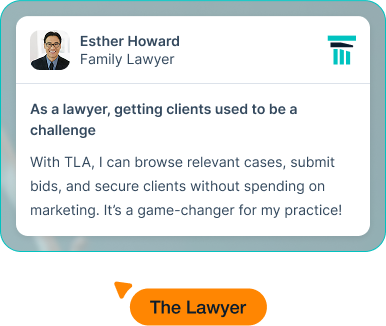 Esther Howard
Family Lawyer
As a lawyer, getting clients used to be a
challenge
With TLA, I can browse relevant cases, submit
bids, and secure clients without spending on
marketing. It’s a game-changer for my practice!
The Lawyer